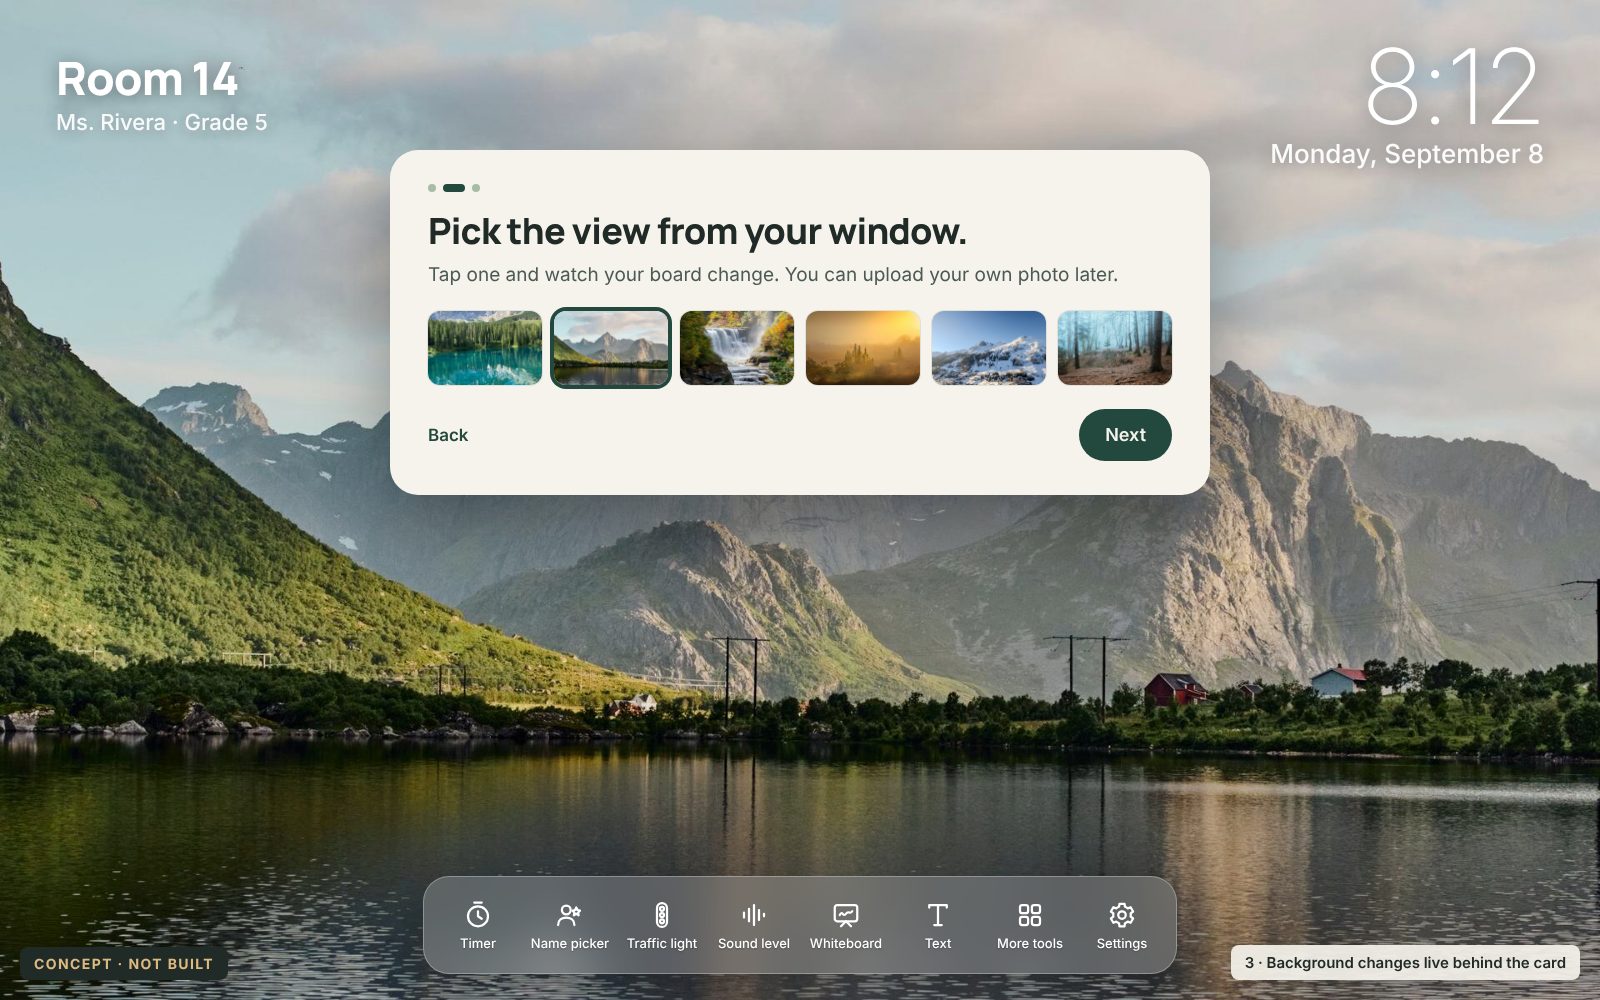 Room 14
Ms. Rivera · Grade 5
8:12
Monday, September 8
Pick the view from your window.
Tap one and watch your board change. You can upload your own photo later.
Back
Next
Timer
Name picker
Traffic light
Sound level
Whiteboard
Text
More tools
Settings
CONCEPT · NOT BUILT
3 · Background changes live behind the card